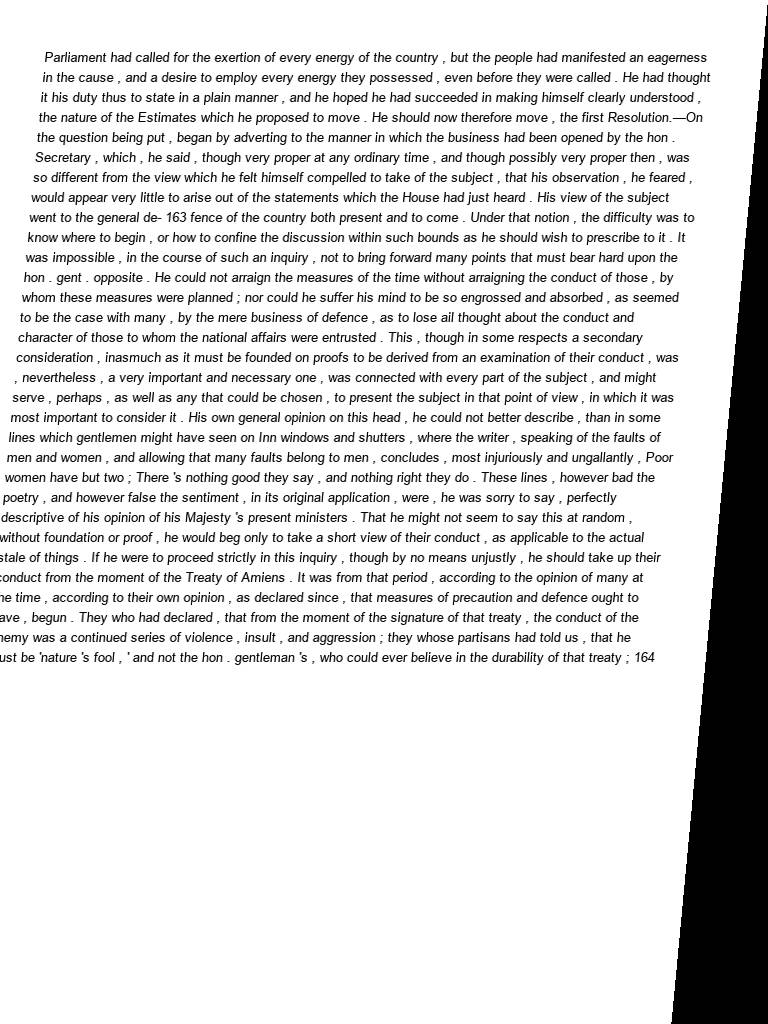 Parliament had called for the exertion of every energy of the country , but the people had manifested an eagerness
in the cause , and a desire to employ every energy they possessed , even before they were called . He had thought
it his duty thus to state in a plain manner , and he hoped he had succeeded in making himself clearly understood ,
the nature of the Estimates which he proposed to move . He should now therefore move , the first Resolution.—On
the question being put , began by adverting to the manner in which the business had been opened by the hon .
Secretary , which , he said , though very proper at any ordinary time , and though possibly very proper then , was
so different from the view which he felt himself compelled to take of the subject , that his observation , he feared ,
would appear very little to arise out of the statements which the House had just heard . His view of the subject
went to the general de- 163 fence of the country both present and to come . Under that notion , the difficulty was to
know where to begin , or how to confine the discussion within such bounds as he should wish to prescribe to it . It
was impossible , in the course of such an inquiry , not to bring forward many points that must bear hard upon the
hon . gent . opposite . He could not arraign the measures of the time without arraigning the conduct of those , by
whom these measures were planned ; nor could he suffer his mind to be so engrossed and absorbed , as seemed
to be the case with many , by the mere business of defence , as to lose all thought about the conduct and
character of those to whom the national affairs were entrusted . This , though in some respects a secondary
consideration , inasmuch as it must be founded on proofs to be derived from an examination of their conduct , was
, nevertheless , a very important and necessary one , was connected with every part of the subject , and might
serve , perhaps , as well as any that could be chosen , to present the subject in that point of view , in which it was
most important to consider it . His own general opinion on this head , he could not better describe , than in some
lines which gentlemen might have seen on Inn windows and shutters , where the writer , speaking of the faults of
men and women , and allowing that many faults belong to men , concludes , most injuriously and ungallantly , Poor
women have but two ; There 's nothing good they say , and nothing right they do . These lines , however bad the
poetry , and however false the sentiment , in its original application , were , he was sorry to say , perfectly
descriptive of his opinion of his Majesty 's present ministers . That he might not seem to say this at random ,
without foundation or proof , he would beg only to take a short view of their conduct , as applicable to the actual
stale of things . If he were to proceed strictly in this inquiry , though by no means unjustly , he should take up their
conduct from the moment of the Treaty of Amiens . It was from that period , according to the opinion of many at
he time , according to their own opinion , as declared since , that measures of precaution and defence ought to
ave , begun . They who had declared , that from the moment of the signature of that treaty , the conduct of the
nemy was a continued series of violence , insult , and aggression ; they whose partisans had told us , that he
ust be 'nature 's fool , ' and not the hon . gentleman 's , who could ever believe in the durability of that treaty ; 164